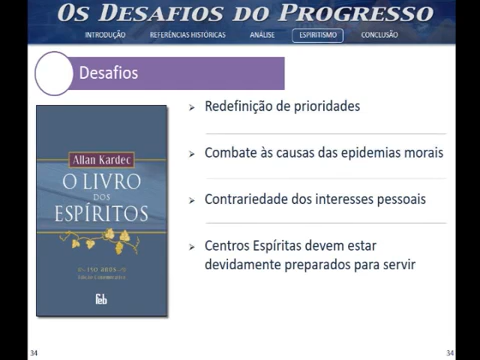 OS DESAFIOS DO PROGRESSO
INTRODUÇÃO REFERÊNCIAS HISTÓRICAS ANÁLISE ESPIRITISMO CONCLUSÃO
Desafios
Allan Kardec
O LIVRO
DOS
ESPÍRITOS
feb
➢ Redefinição de prioridades
➢ Combate às causas das epidemias morais
➢ Contrariedade dos interesses pessoais
➢ Centros Espíritas devem estar
devidamente preparados para servir
34
34